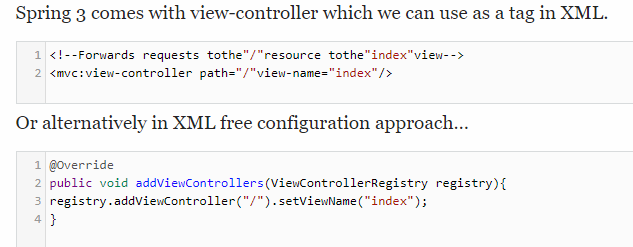 Spring 3 comes with view-controller which we can use as a tag in XML.
1 <!--Forwards requests tothe"/"resource tothe"index"view-->
2 <mvc:view-controller path="/"view-name="index"/>
Or alternatively in XML free configuration approach...
1 @Override
2 public void addViewControllers(ViewControllerRegistry registry){
3 registry.addViewController("/").setViewName("index");
4 }